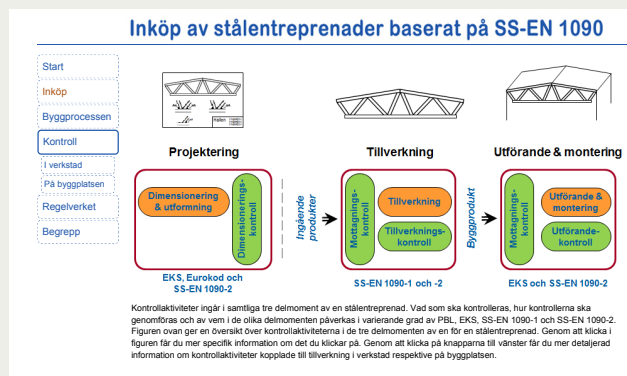 Inköp av stålentreprenader baserat på SS-EN 1090
Start
Inköp
Byggprocessen
Kontroll
I verkstad
På byggplatsen
Regelverket
Begrepp
Hallen
Projektering
Tillverkning
Utförande & montering
Dimensionering
& utformning
Dimensionerings-
kontroll
Ingående
produkter
Mottagnings-
kontroll
Tillverkning
Tillverknings-
kontroll
Byggprodukt
Mottagnings-
kontroll
Utförande &
montering
Utförande-
kontroll
EKS, Eurokod och
SS-EN 1090-2
SS-EN 1090-1 och -2
EKS och SS-EN 1090-2
Kontrollaktiviteter ingår i samtliga tre delmoment av en stålentreprenad. Vad som ska kontrolleras, hur kontrollerna ska
genomföras och av vem i de olika delmomenten påverkas i varierande grad av PBL, EKS, SS-EN 1090-1 och SS-EN 1090-2.
Figuren ovan ger en översikt över kontrollaktiviteterna i de tre delmomenten av en för en stålentreprenad. Genom att klicka i
figuren får du mer specifik information om det du klickar på. Genom att klicka på knapparna till vänster får du mer detaljerad
information om kontrollaktiviteter kopplade till tillverkning i verkstad respektive på byggplatsen.